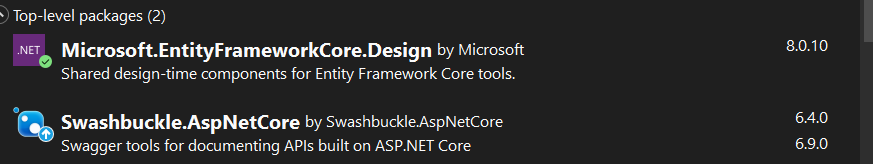 Top-level packages (2)
.NET
Microsoft.EntityFrameworkCore.Design by Microsoft
8.0.10
Shared design-time components for Entity Framework Core tools.
Swashbuckle.AspNetCore by Swashbuckle.AspNetCore
6.4.0
Swagger tools for documenting APIs built on ASP.NET Core
6.9.0